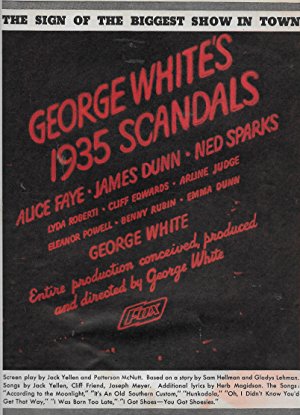 THE SIGN OF THE BIGGEST SHOW IN TOWN
GEORGE WHITE'S
1935 SCANDALS
ALICE FAYE · JAMES DUNN · NED SPARKS
LYDA ROBERTI · CLIFF EDWARDS · ARLINE JUDGE
ELEANOR POWELL · BENNY RUBIN · EMMA DUNN
GEORGE WHITE
Entire production conceived, produced
and directed by George White
FOX
Screen play by Jack Yellen and Patterson McNutt. Based on a story by Sam Hellman and Gladys Lehman.
Songs by Jack Yellen, Cliff Friend, Joseph Meyer. Additional lyrics by Herb Magidson. The Songs:
"According to the Moonlight," "It's An Old Southern Custom," "Hunkadola," "Oh, I Didn't Know You'd
Get That Way," "I Was Born Too Late," "I Got Shoes—You Got Shoesies."